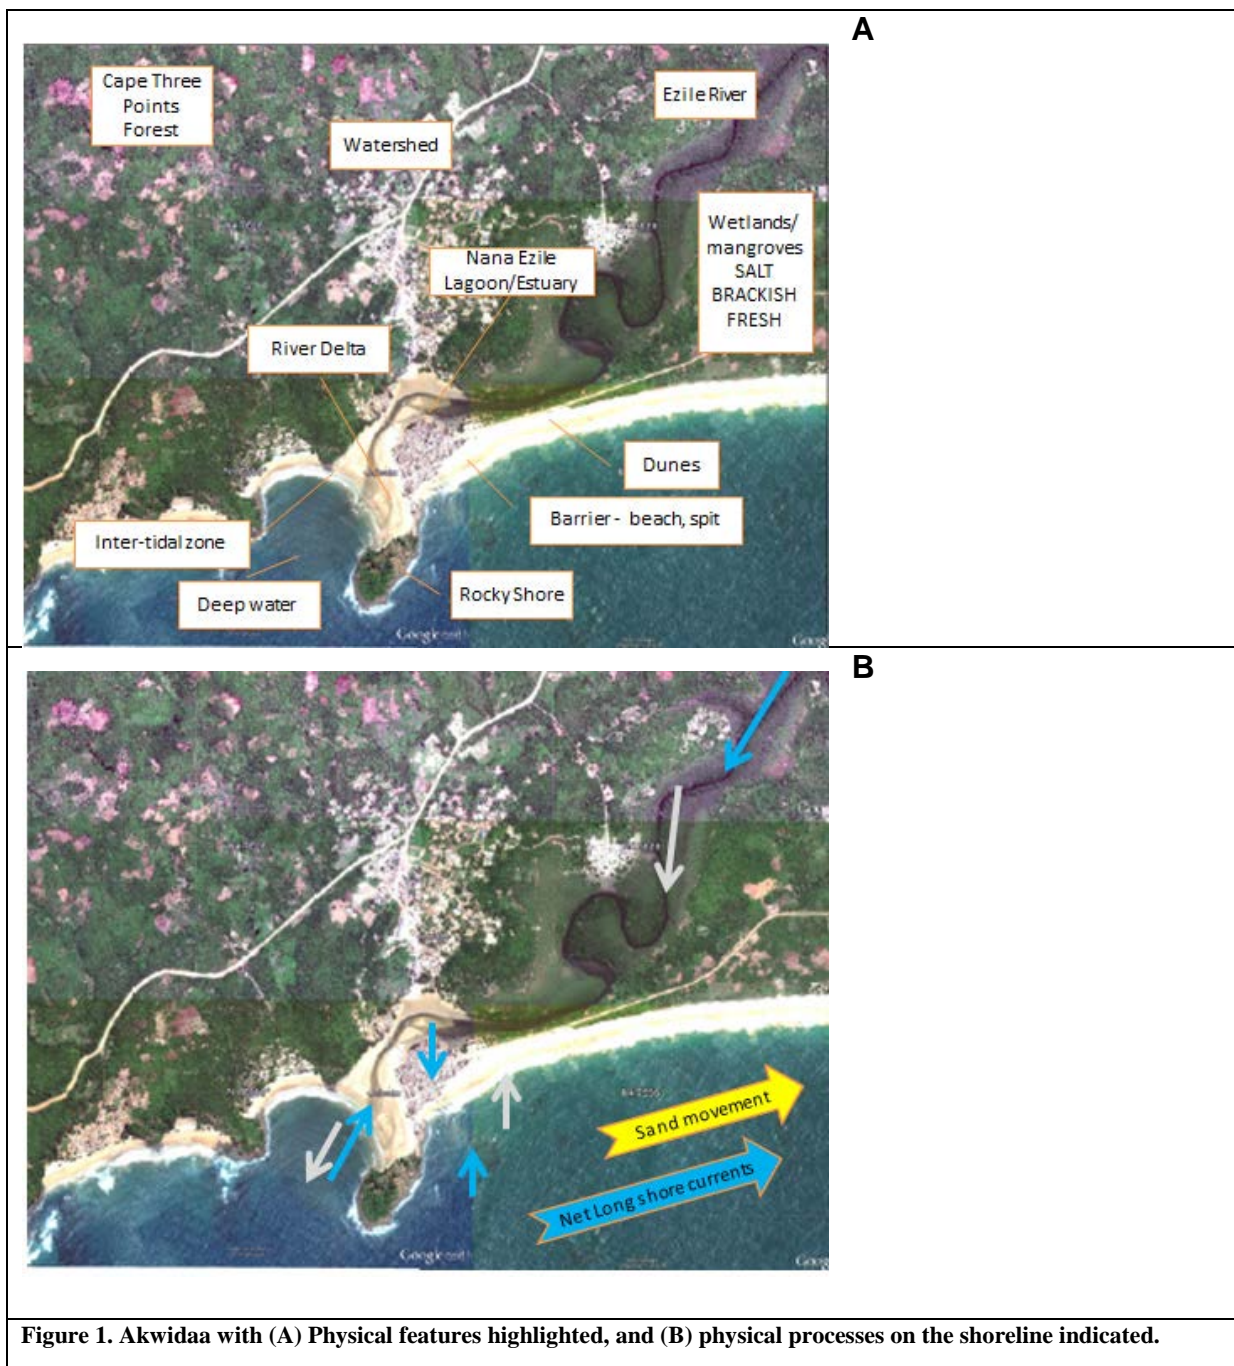 A
Cape Three
Points
Forest
Ezile River
Watershed
Wetlands/
mangroves
SALT
BRACKISH
FRESH
Nana Ezile
Lagoon/Estuary
River Delta
Dunes
Barrier - beach, spit
Inter-tidal zone
Deep water
Rocky Shore
Google
Goog
B
Sand movement
Net Long shore currents
Google
Goog
Figure 1. Akwidaa with (A) Physical features highlighted, and (B) physical processes on the shoreline indicated.